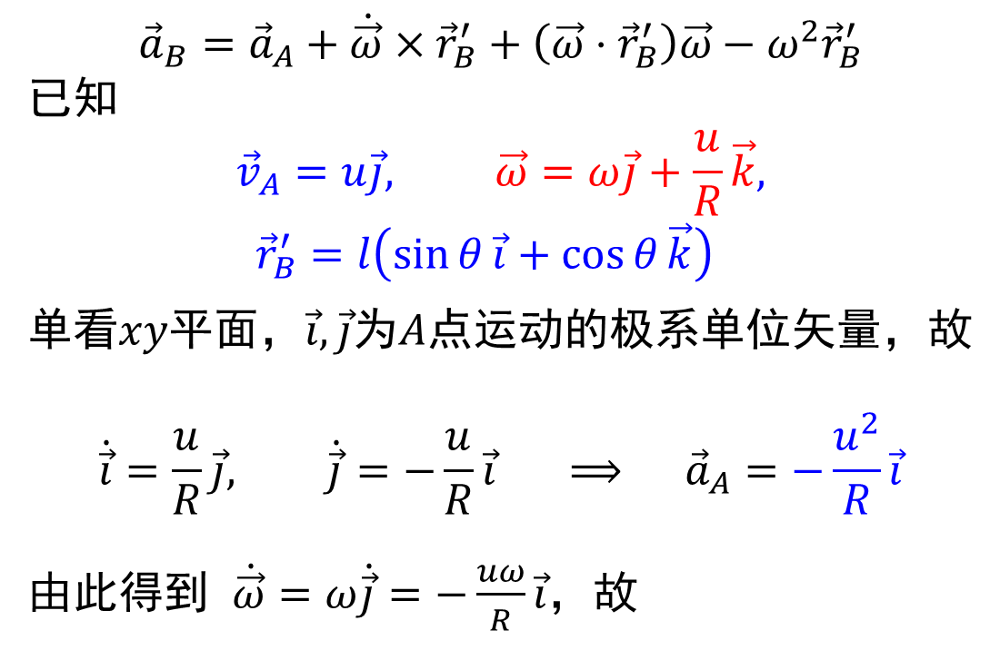 $\vec{a}_B = \vec{a}_A + \dot{\vec{\omega}} \times \vec{r}_B' + (\vec{\omega} \cdot \vec{r}_B')\vec{\omega} - \omega^2 \vec{r}_B'$
已知
$\vec{v}_A = u\vec{j}, \qquad \vec{\omega} = \omega\vec{j} + \frac{u}{R}\vec{k},$
$\vec{r}_B' = l(\sin\theta\,\vec{i} + \cos\theta\,\vec{k})$
单看$xy$平面，$\vec{i},\vec{j}$为$A$点运动的极系单位矢量，故
$\dot{\vec{i}} = \frac{u}{R}\vec{j}, \qquad \dot{\vec{j}} = -\frac{u}{R}\vec{i} \quad \Longrightarrow \quad \vec{a}_A = -\frac{u^2}{R}\vec{i}$
由此得到 $\dot{\vec{\omega}} = \omega\dot{\vec{j}} = -\frac{u\omega}{R}\vec{i}$，故